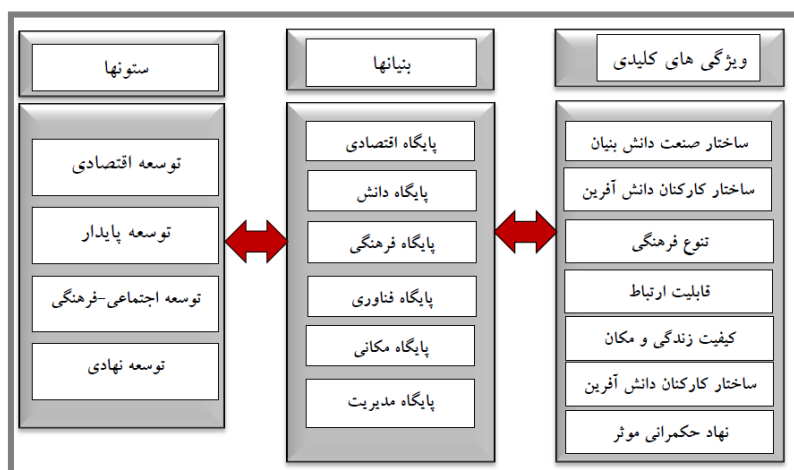 ویژگی های کلیدی
ساختار صنعت دانش بنیان
ساختار کارکنان دانش آفرین
تنوع فرهنگی
قابلیت ارتباط
کیفیت زندگی و مکان
ساختار کارکنان دانش آفرین
نهاد حکمرانی موثر
بنیانها
پایگاه اقتصادی
پایگاه دانش
پایگاه فرهنگی
پایگاه فناوری
پایگاه مکانی
پایگاه مدیریت
ستونها
توسعه اقتصادی
توسعه پایدار
توسعه اجتماعی-فرهنگی
توسعه نهادی